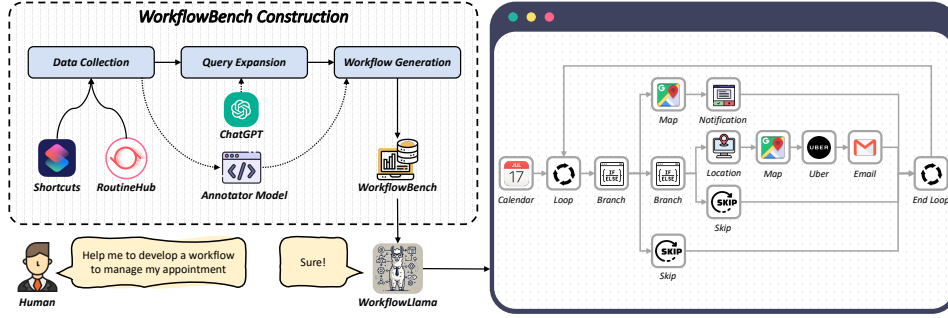 WorkflowBench Construction
Data Collection
Query Expansion
Workflow Generation
ChatGPT
Shortcuts
RoutineHub
Annotator Model
WorkflowBench
Help me to develop a workflow
to manage my appointment
Human
Sure!
WorkflowLlama
Map
Notification
JUL
17
Calendar
Loop
IF
ELSE
Branch
IF
ELSE
Branch
Location
Map
UBER
Uber
Email
End Loop
SKIP
Skip
SKIP
Skip